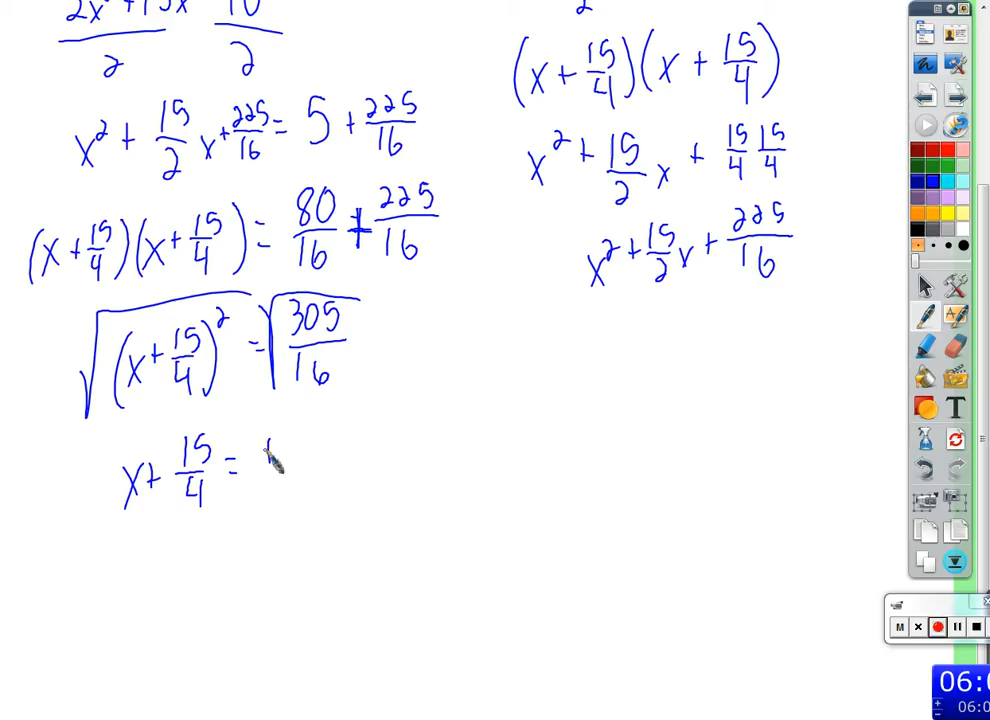 2x² + 15x 10
2 2
x² + 15/2 x + 225/16 = 5 + 225/16
(x + 15/4)(x + 15/4) = 80/16 + 225/16
√(x + 15/4)² = √305/16
x + 15/4 =
2
(x + 15/4)(x + 15/4)
x² + 15/2 x + 15/4 15/4
x² + 15/2 x + 225/16
T
M
06:
06:0